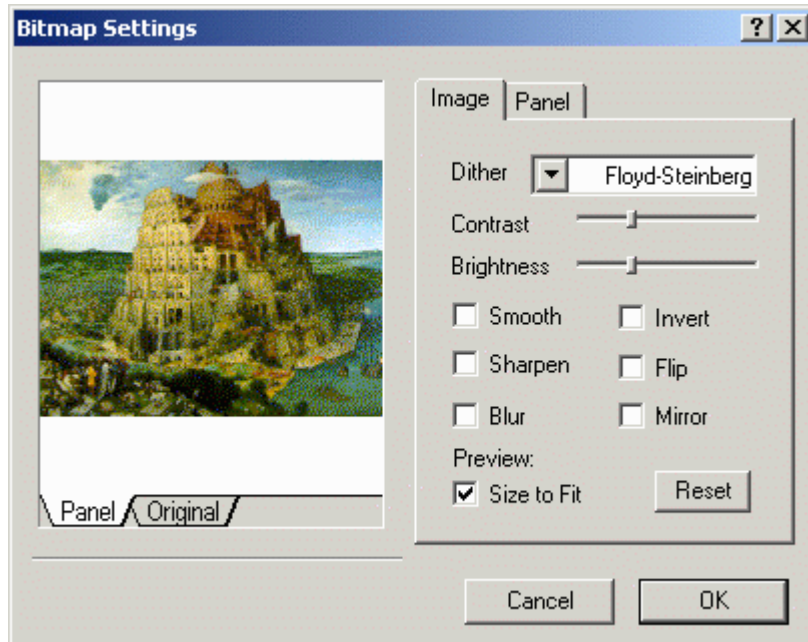 Bitmap Settings
? X
Image Panel
Dither Floyd-Steinberg
Contrast
Brightness
Smooth Invert
Sharpen Flip
Blur Mirror
Preview:
Size to Fit Reset
Panel Original
Cancel OK